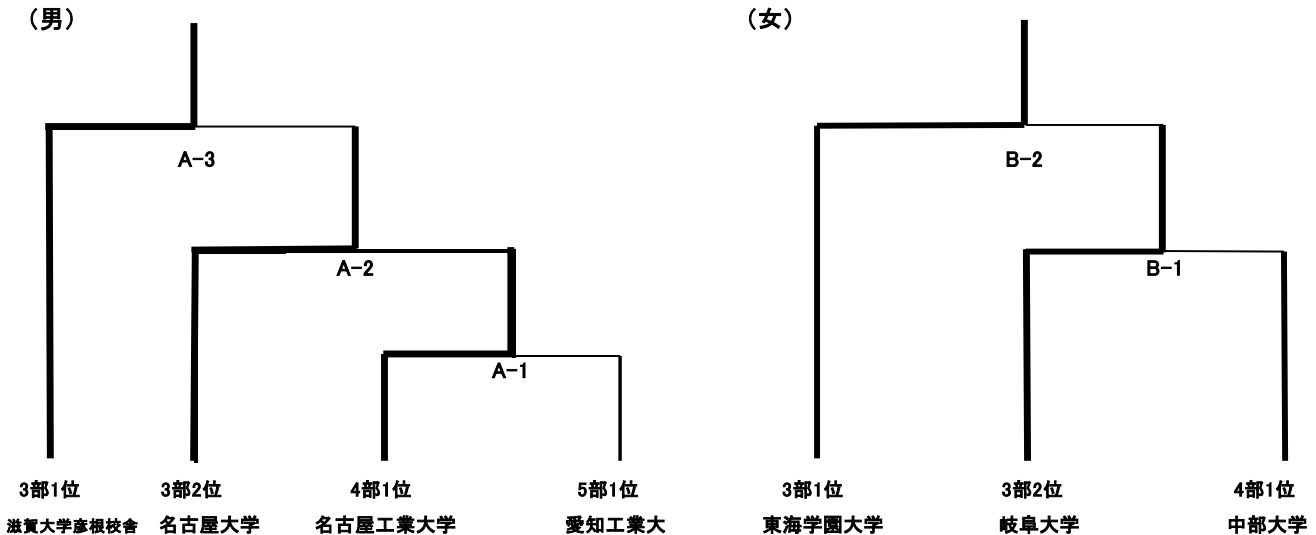 （男）
（女）
A-3
B-2
A-2
B-1
A-1
3部1位
3部2位
4部1位
5部1位
3部1位
3部2位
4部1位
滋賀大学彦根校舎
名古屋大学
名古屋工業大学
愛知工業大
東海学園大学
岐阜大学
中部大学